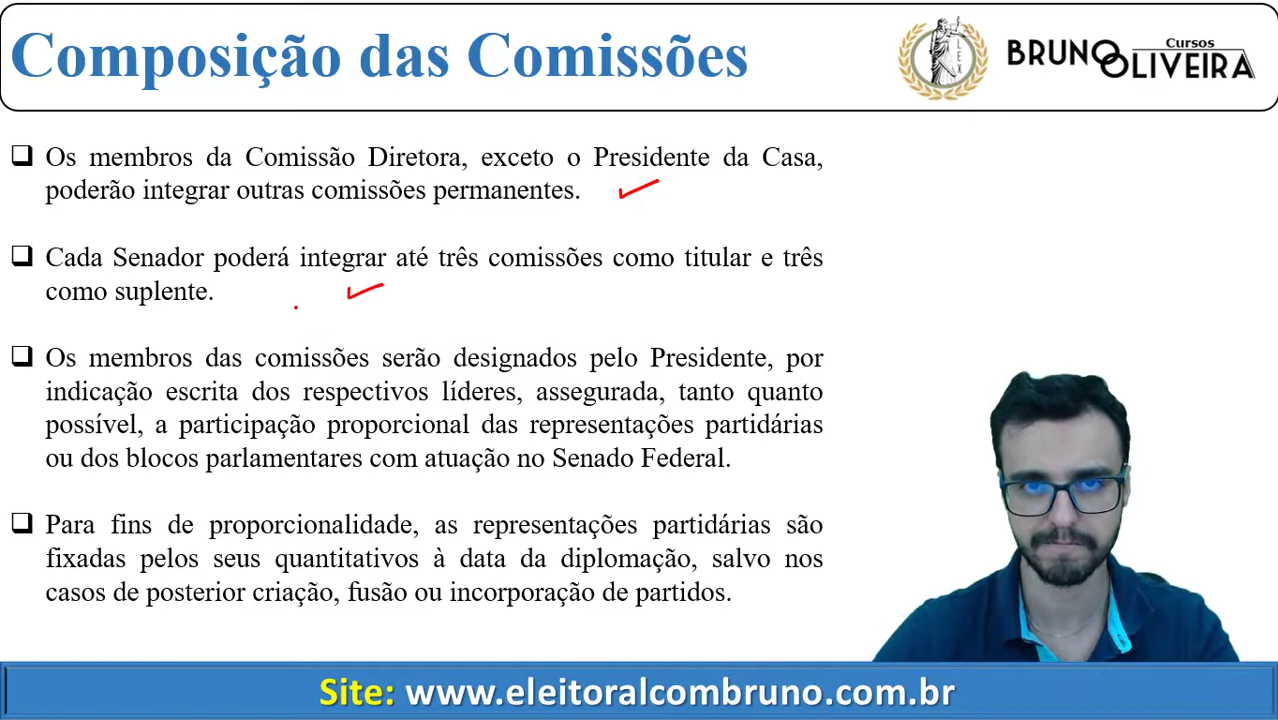 Composição das Comissões
LEX
Cursos
BRUNO
OLIVEIRA
❑ Os membros da Comissão Diretora, exceto o Presidente da Casa,
poderão integrar outras comissões permanentes.
❑ Cada Senador poderá integrar até três comissões como titular e três
como suplente.
❑ Os membros das comissões serão designados pelo Presidente, por
indicação escrita dos respectivos líderes, assegurada, tanto quanto
possível, a participação proporcional das representações partidárias
ou dos blocos parlamentares com atuação no Senado Federal.
❑ Para fins de proporcionalidade, as representações partidárias são
fixadas pelos seus quantitativos à data da diplomação, salvo nos
casos de posterior criação, fusão ou incorporação de partidos.
Site: www.eleitoralcombruno.com.br